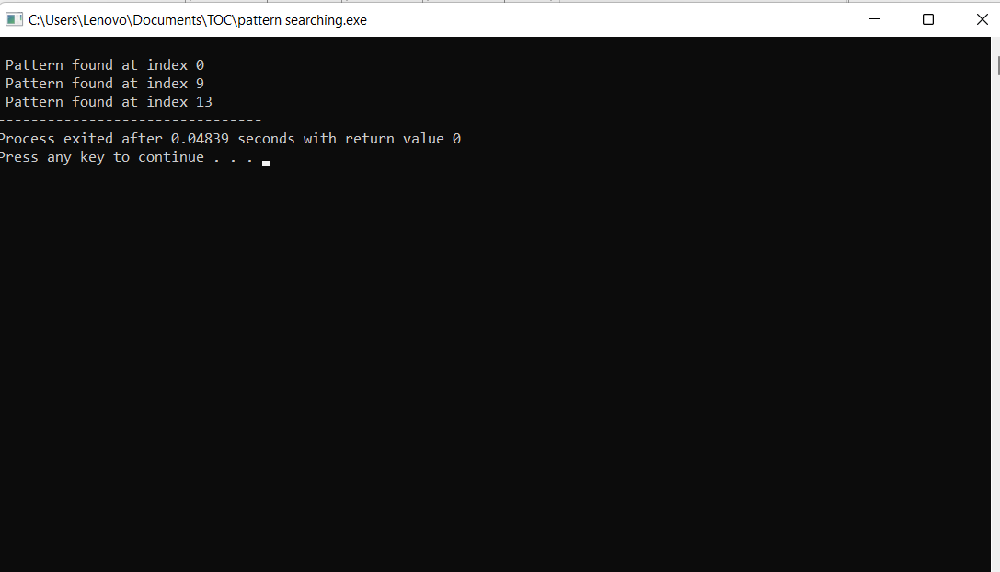 C:\Users\Lenovo\Documents\TOC\pattern searching.exe
Pattern found at index 0
Pattern found at index 9
Pattern found at index 13
--------------------------------
Process exited after 0.04839 seconds with return value 0
Press any key to continue . . .